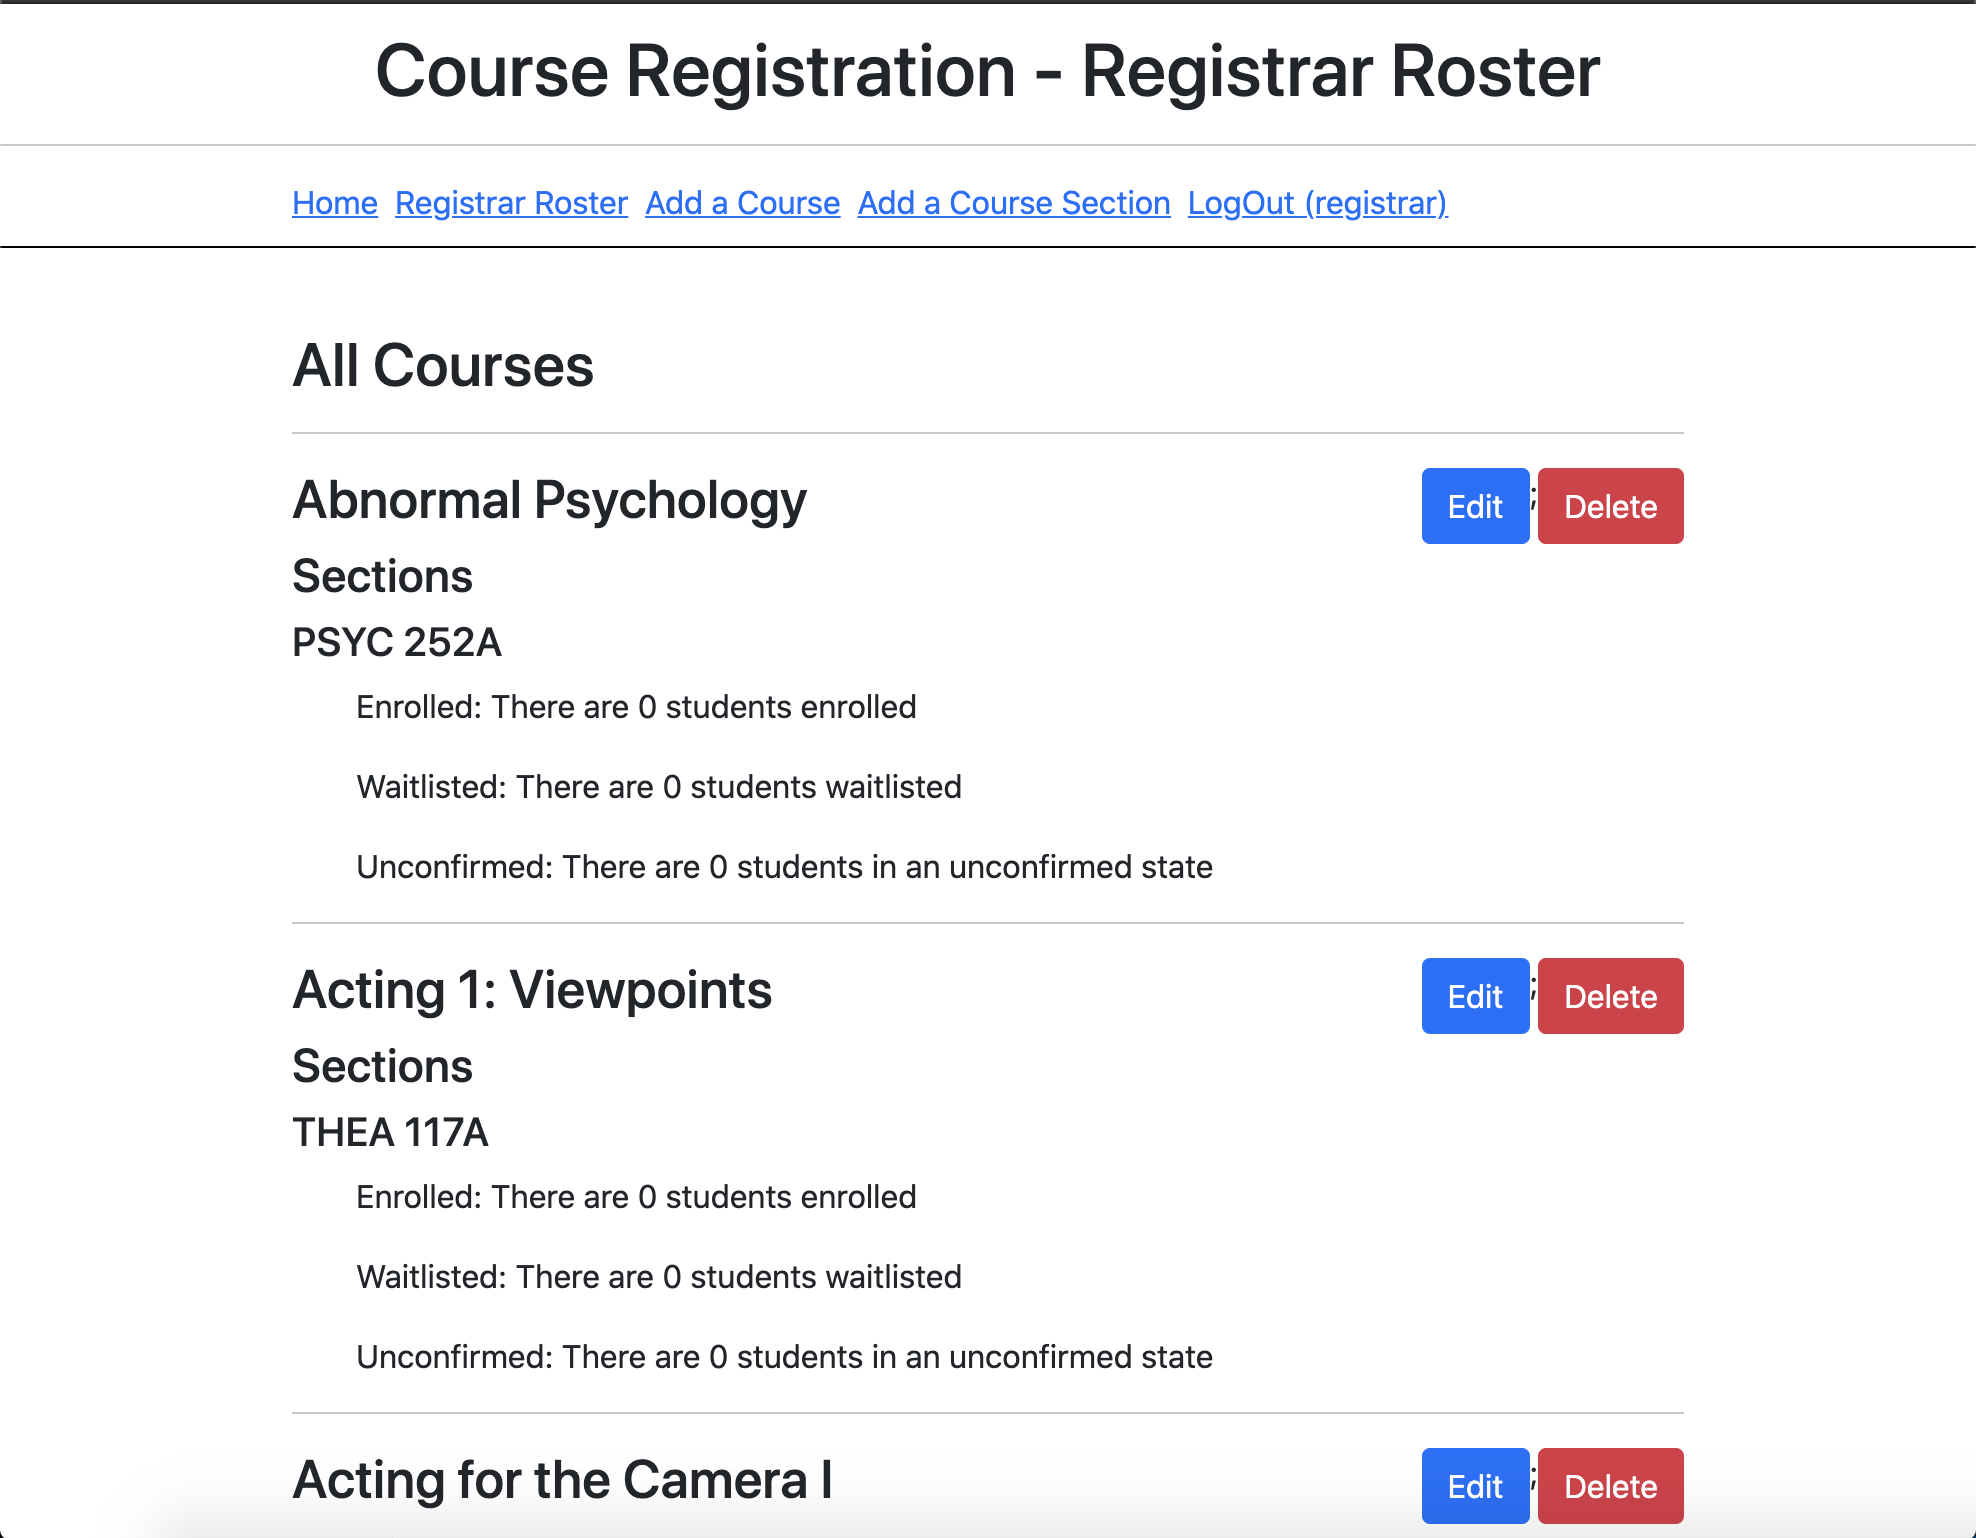 Course Registration - Registrar Roster
Home Registrar Roster Add a Course Add a Course Section LogOut (registrar)
All Courses
Abnormal Psychology Edit ; Delete
Sections
PSYC 252A
Enrolled: There are 0 students enrolled
Waitlisted: There are 0 students waitlisted
Unconfirmed: There are 0 students in an unconfirmed state
Acting 1: Viewpoints Edit ; Delete
Sections
THEA 117A
Enrolled: There are 0 students enrolled
Waitlisted: There are 0 students waitlisted
Unconfirmed: There are 0 students in an unconfirmed state
Acting for the Camera I Edit ; Delete